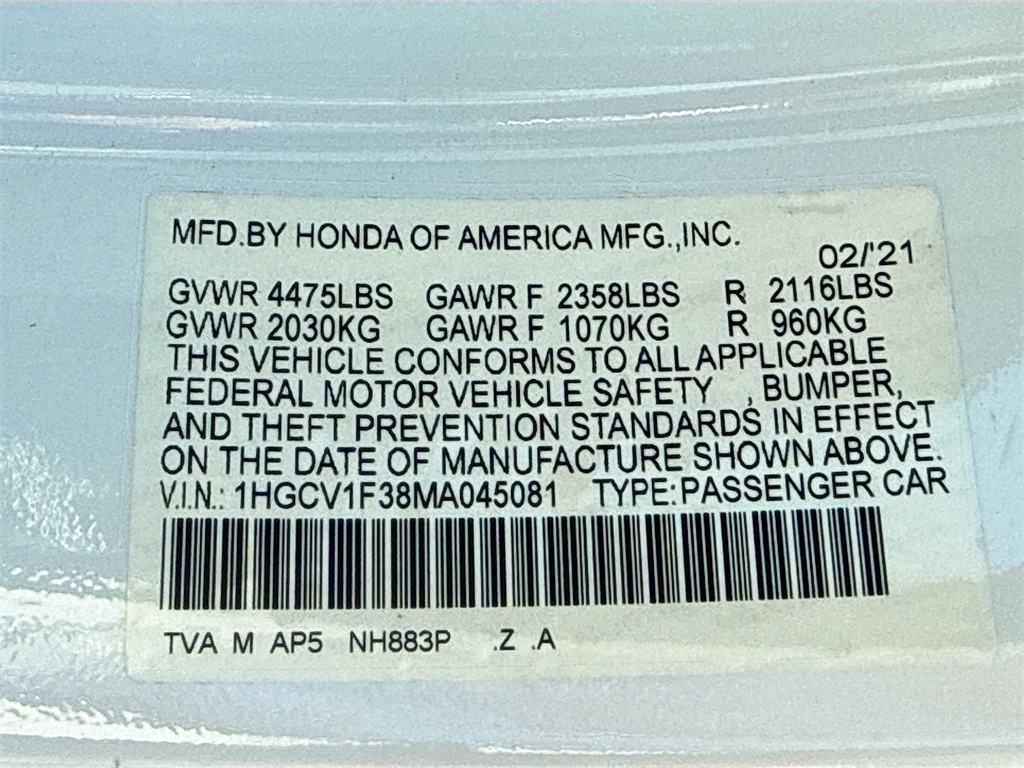 MFD.BY HONDA OF AMERICA MFG.,INC.
02/'21
GVWR 4475LBS GAWR F 2358LBS R 2116LBS
GVWR 2030KG GAWR F 1070KG R 960KG
THIS VEHICLE CONFORMS TO ALL APPLICABLE
FEDERAL MOTOR VEHICLE SAFETY , BUMPER,
AND THEFT PREVENTION STANDARDS IN EFFECT
ON THE DATE OF MANUFACTURE SHOWN ABOVE.
V.I.N.: 1HGCV1F38MA045081 TYPE:PASSENGER CAR
TVA M AP5 NH883P .Z .A